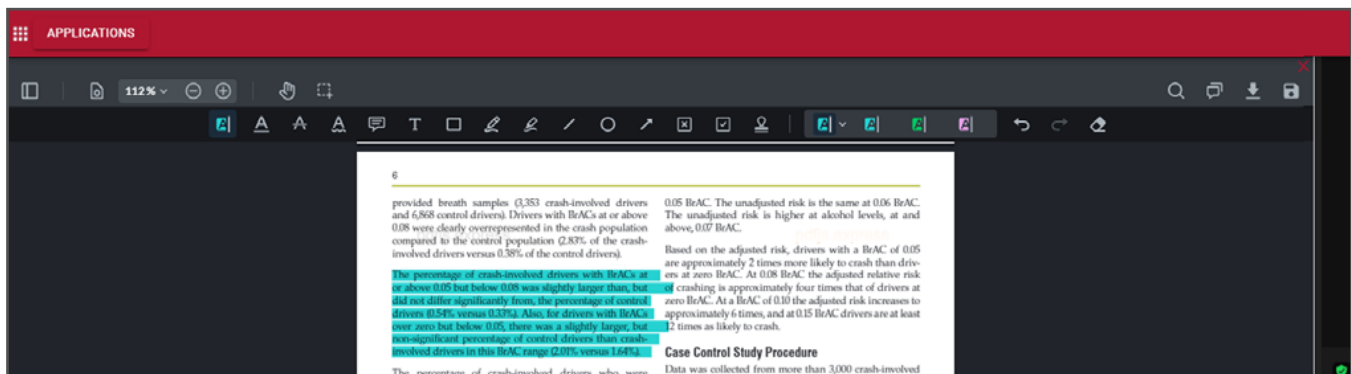 APPLICATIONS
112%
6
provided breath samples (3,353 crash-involved drivers
and 6,868 control drivers). Drivers with BrACs at or above
0.08 were clearly overrepresented in the crash population
compared to the control population (2.83% of the crash-
involved drivers versus 0.38% of the control drivers).
The percentage of crash-involved drivers with BrACs at
or above 0.05 but below 0.08 was slightly larger than, but
did not differ significantly from, the percentage of control
drivers (0.54% versus 0.33%). Also, for drivers with BrACs
over zero but below 0.05, there was a slightly larger, but
non-significant percentage of control drivers than crash-
involved drivers in this BrAC range (2.01% versus 1.64%).
The percentage of crash-involved drivers who were
0.05 BrAC. The unadjusted risk is the same at 0.06 BrAC.
The unadjusted risk is higher at alcohol levels, at and
above, 0.07 BrAC.
Based on the adjusted risk, drivers with a BrAC of 0.05
are approximately 2 times more likely to crash than driv-
ers at zero BrAC. At 0.08 BrAC the adjusted relative risk
of crashing is approximately four times that of drivers at
zero BrAC. At a BrAC of 0.10 the adjusted risk increases to
approximately 6 times, and at 0.15 BrAC drivers are at least
12 times as likely to crash.
Case Control Study Procedure
Data was collected from more than 3,000 crash-involved